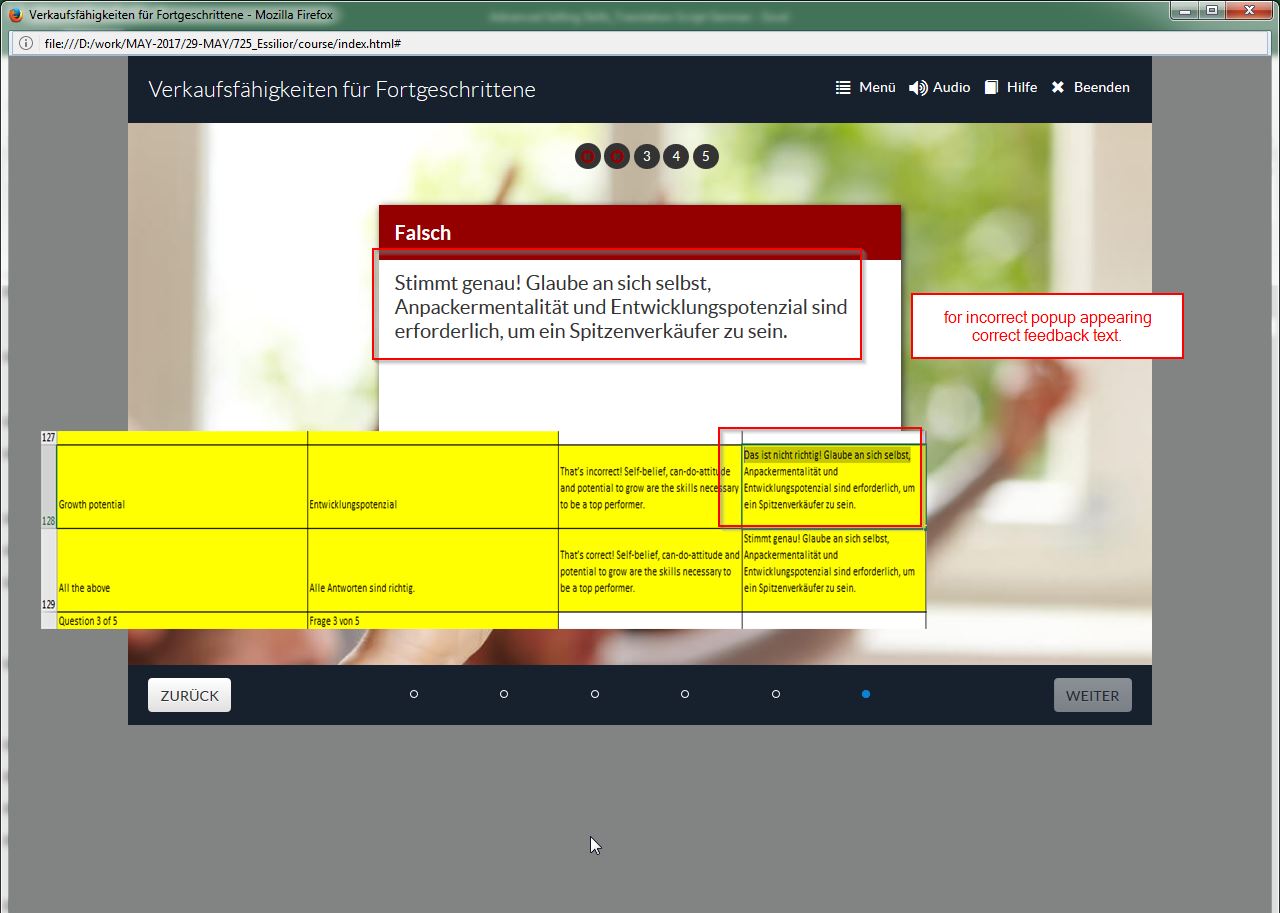 Verkaufsfähigkeiten für Fortgeschrittene - Mozilla Firefox
Advanced Selling Skills_Translation Script German - Excel
file:///D:/work/MAY-2017/29-MAY/725_Essilior/course/index.html#
Verkaufsfähigkeiten für Fortgeschrittene
Menü Audio Hilfe Beenden
3 4 5
Falsch
Stimmt genau! Glaube an sich selbst,
Anpackermentalität und Entwicklungspotenzial sind
erforderlich, um ein Spitzenverkäufer zu sein.
for incorrect popup appearing
correct feedback text.
127
128
Growth potential
Entwicklungspotenzial
That's incorrect! Self-belief, can-do-attitude
and potential to grow are the skills necessary
to be a top performer.
Das ist nicht richtig! Glaube an sich selbst,
Anpackermentalität und
Entwicklungspotenzial sind erforderlich, um
ein Spitzenverkäufer zu sein.
129
All the above
Alle Antworten sind richtig.
That's correct! Self-belief, can-do-attitude and
potential to grow are the skills necessary to
be a top performer.
Stimmt genau! Glaube an sich selbst,
Anpackermentalität und
Entwicklungspotenzial sind erforderlich, um
ein Spitzenverkäufer zu sein.
Question 3 of 5
Frage 3 von 5
ZURÜCK
WEITER